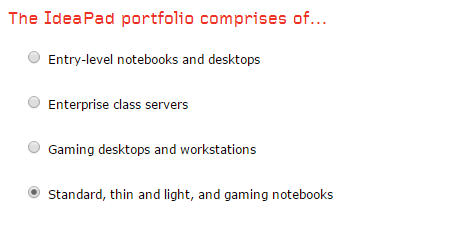 The IdeaPad portfolio comprises of...
Entry-level notebooks and desktops
Enterprise class servers
Gaming desktops and workstations
Standard, thin and light, and gaming notebooks